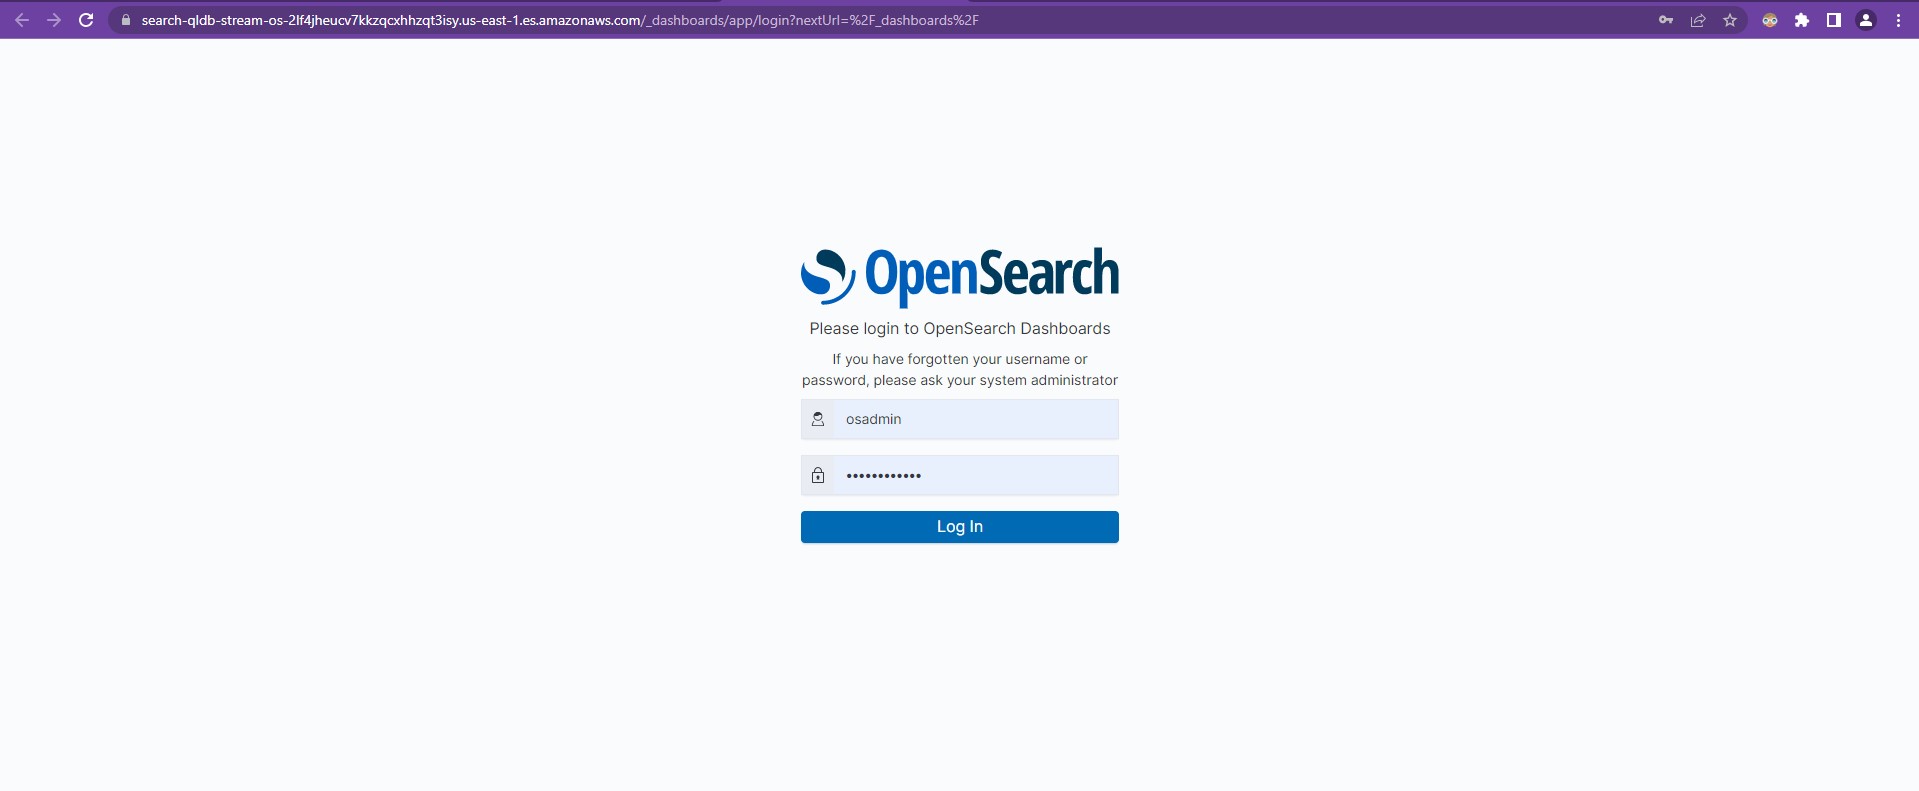 search-qldb-stream-os-2lf4jheucv7kkzqcxhhzqt3isy.us-east-1.es.amazonaws.com/_dashboards/app/login?nextUrl=%2F_dashboards%2F
OpenSearch
Please login to OpenSearch Dashboards
If you have forgotten your username or
password, please ask your system administrator
osadmin
••••••••••••
Log In